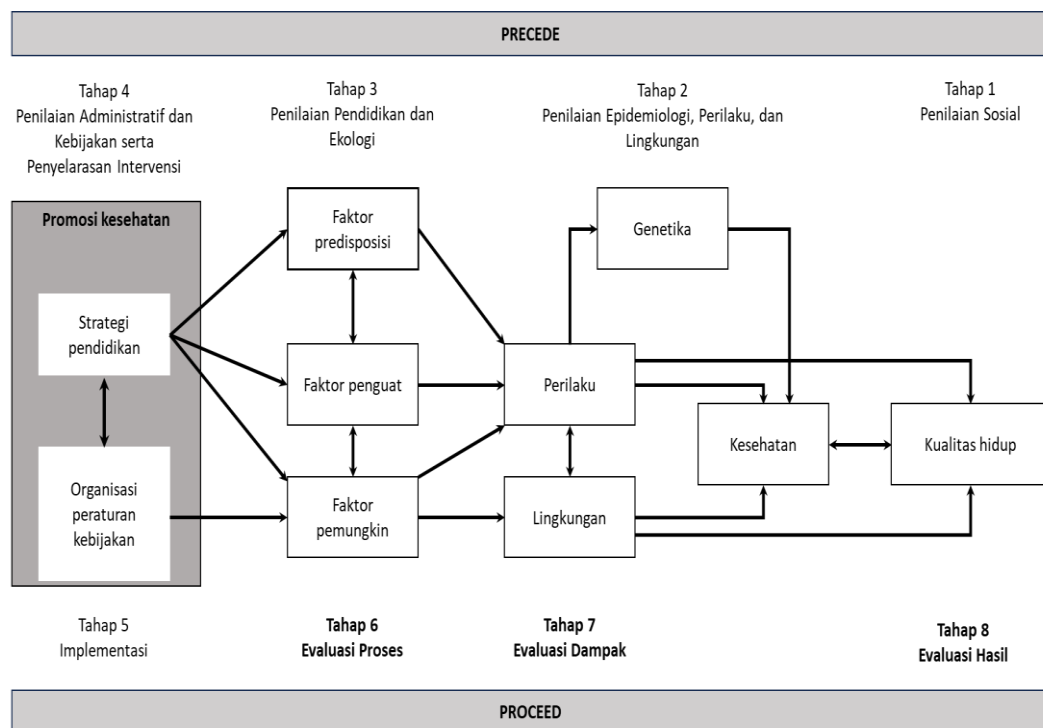 PRECEDE
Tahap 4
Penilaian Administratif dan
Kebijakan serta
Penyelarasan Intervensi
Tahap 3
Penilaian Pendidikan dan
Ekologi
Tahap 2
Penilaian Epidemiologi, Perilaku, dan
Lingkungan
Tahap 1
Penilaian Sosial
Promosi kesehatan
Strategi
pendidikan
Organisasi
peraturan
kebijakan
Faktor
predisposisi
Faktor penguat
Faktor
pemungkin
Genetika
Perilaku
Lingkungan
Kesehatan
Kualitas hidup
Tahap 5
Implementasi
Tahap 6
Evaluasi Proses
Tahap 7
Evaluasi Dampak
Tahap 8
Evaluasi Hasil
PROCEED